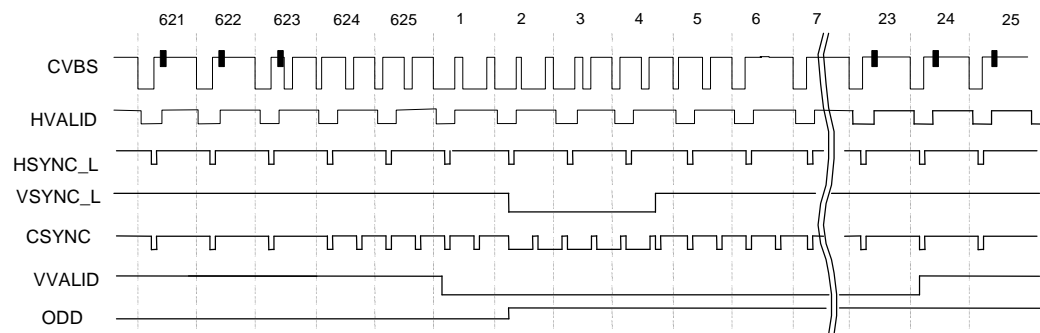 621 622 623 624 625 1 2 3 4 5 6 7 23 24 25
CVBS
HVALID
HSYNC_L
VSYNC_L
CSYNC
VVALID
ODD